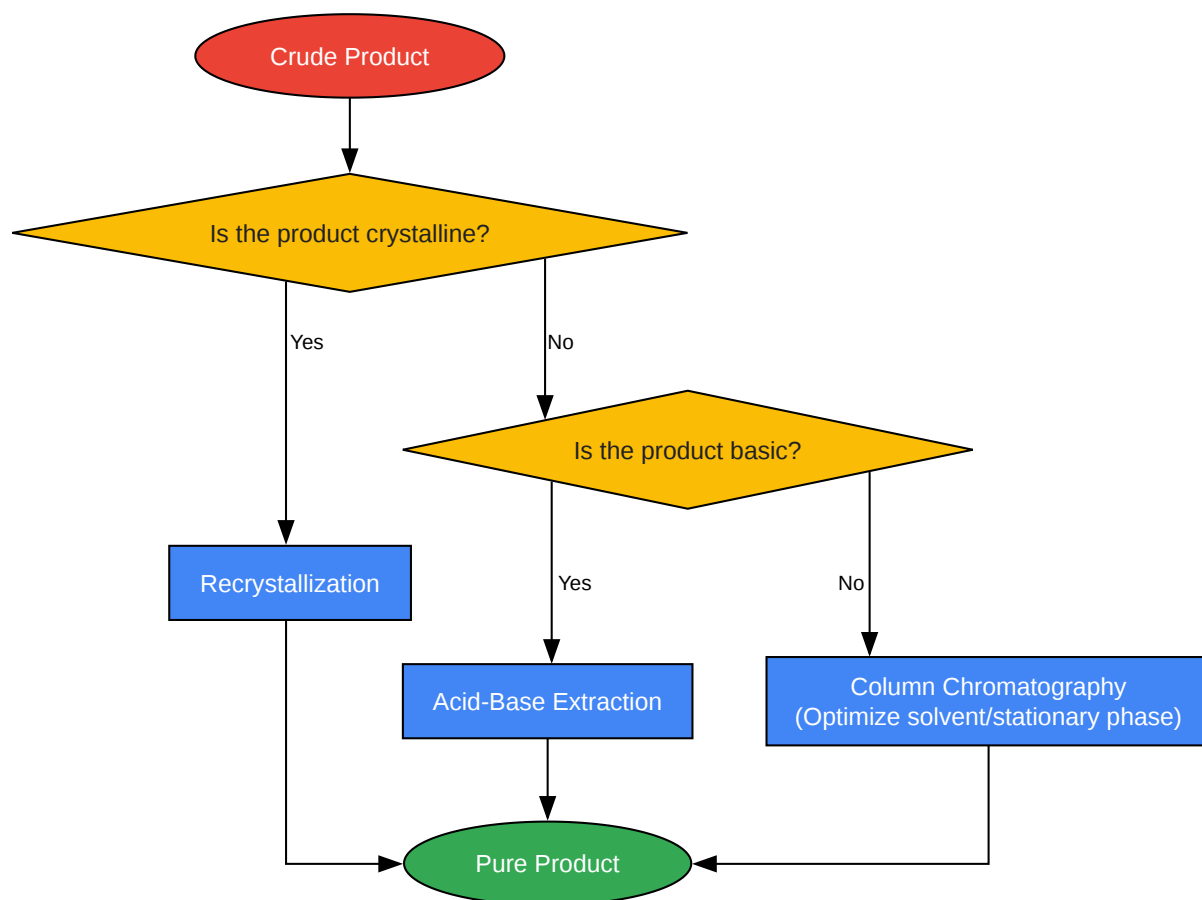 Crude Product
Is the product crystalline?
Yes
No
Is the product basic?
Recrystallization
Yes
No
Acid-Base Extraction
Column Chromatography
(Optimize solvent/stationary phase)
Pure Product